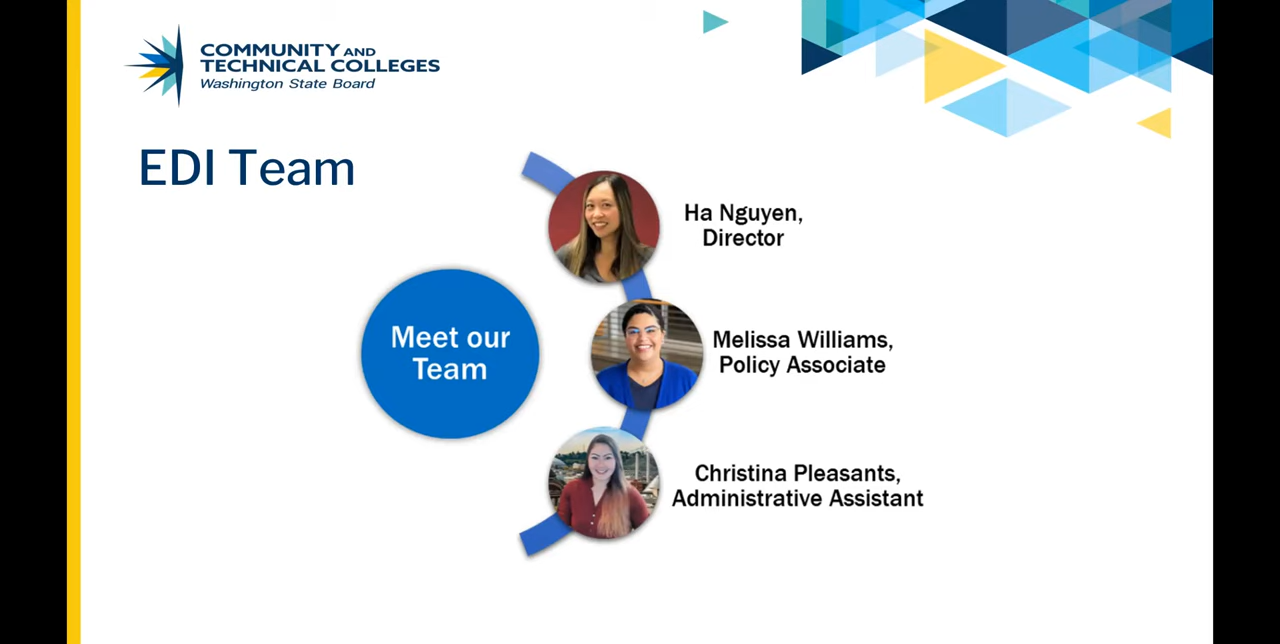 COMMUNITY AND
TECHNICAL COLLEGES
Washington State Board
EDI Team
Meet our
Team
Ha Nguyen,
Director
Melissa Williams,
Policy Associate
Christina Pleasants,
Administrative Assistant